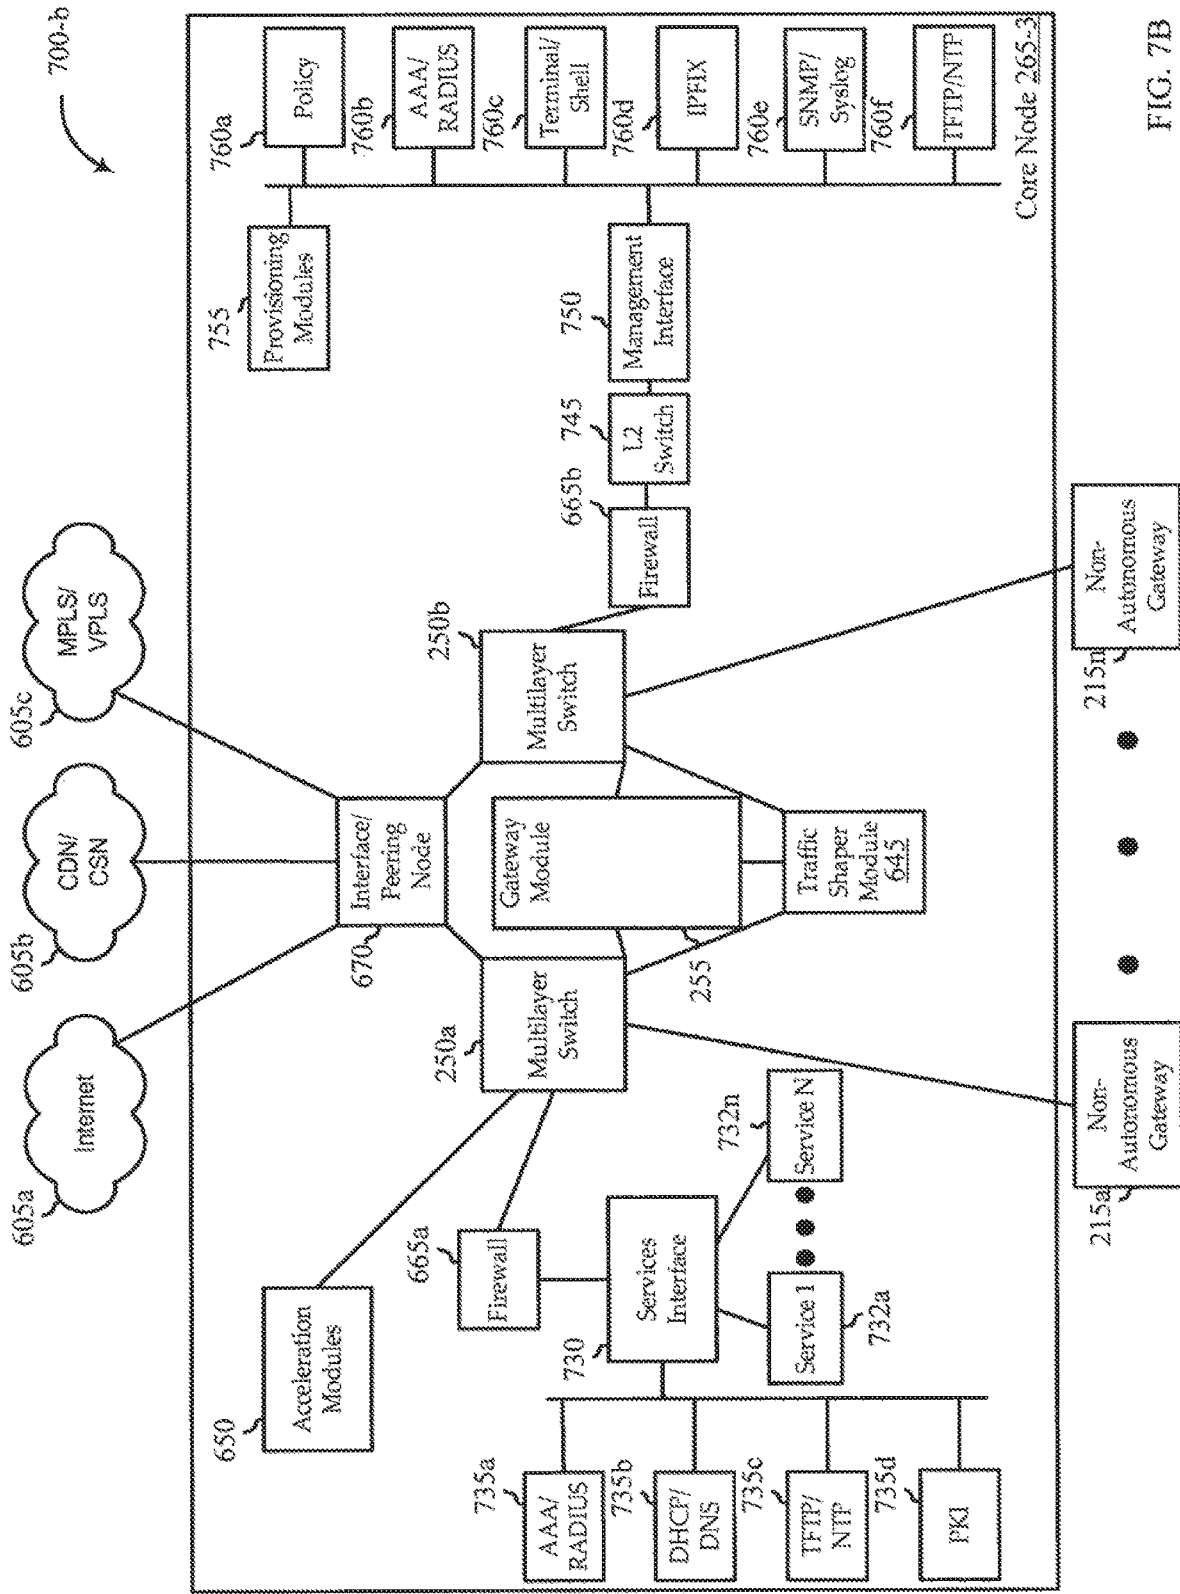 700-b
605a
Internet
605b
CDN/
CSN
605c
MPLS/
VPLS
650
Acceleration
Modules
670
Interface/
Peering
Node
755
Provisioning
Modules
760a
Policy
760b
AAA/
RADIUS
760c
Terminal/
Shell
760d
IPFIX
760e
SNMP/
Syslog
760f
TFTP/NTP
665a
Firewall
250a
Multilayer
Switch
Gateway
Module
255
250b
Multilayer
Switch
665b
Firewall
745
L2
Switch
750
Management
Interface
735a
AAA/
RADIUS
735b
DHCP/
DNS
735c
TFTP/
NTP
735d
PKI
730
Services
Interface
732a
Service 1
732n
Service N
Traffic
Shaper
Module
645
Core Node 265-3
215a
Non-
Autonomous
Gateway
215n
Non-
Autonomous
Gateway
FIG. 7B